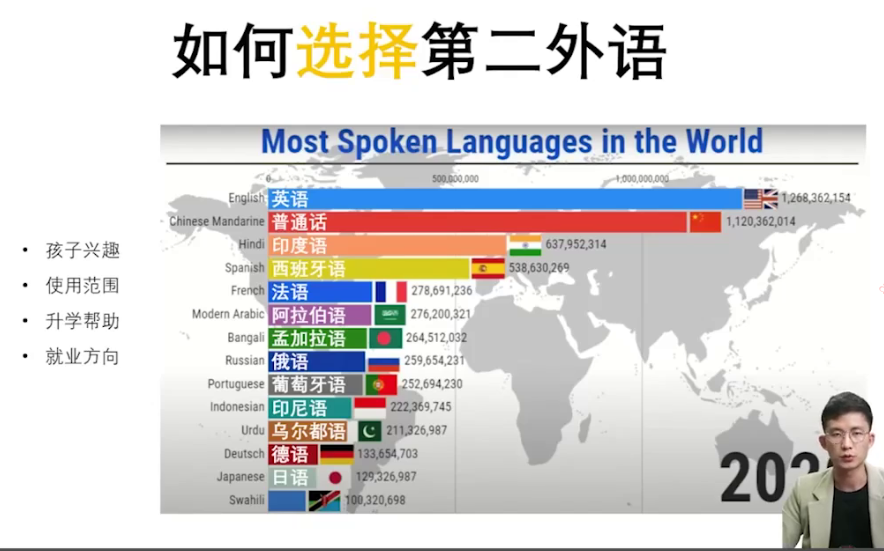 如何选择第二外语
• 孩子兴趣
• 使用范围
• 升学帮助
• 就业方向
Most Spoken Languages in the World
0 500,000,000 1,000,000,000
English 英语 1,268,362,154
Chinese Mandarine 普通话 1,120,362,014
Hindi 印度语 637,952,314
Spanish 西班牙语 538,630,269
French 法语 278,691,236
Modern Arabic 阿拉伯语 276,200,321
Bangali 孟加拉语 264,512,032
Russian 俄语 259,654,231
Portuguese 葡萄牙语 252,694,230
Indonesian 印尼语 222,369,745
Urdu 乌尔都语 211,326,987
Deutsch 德语 133,654,703
Japanese 日语 129,326,987
Swahili 100,320,698